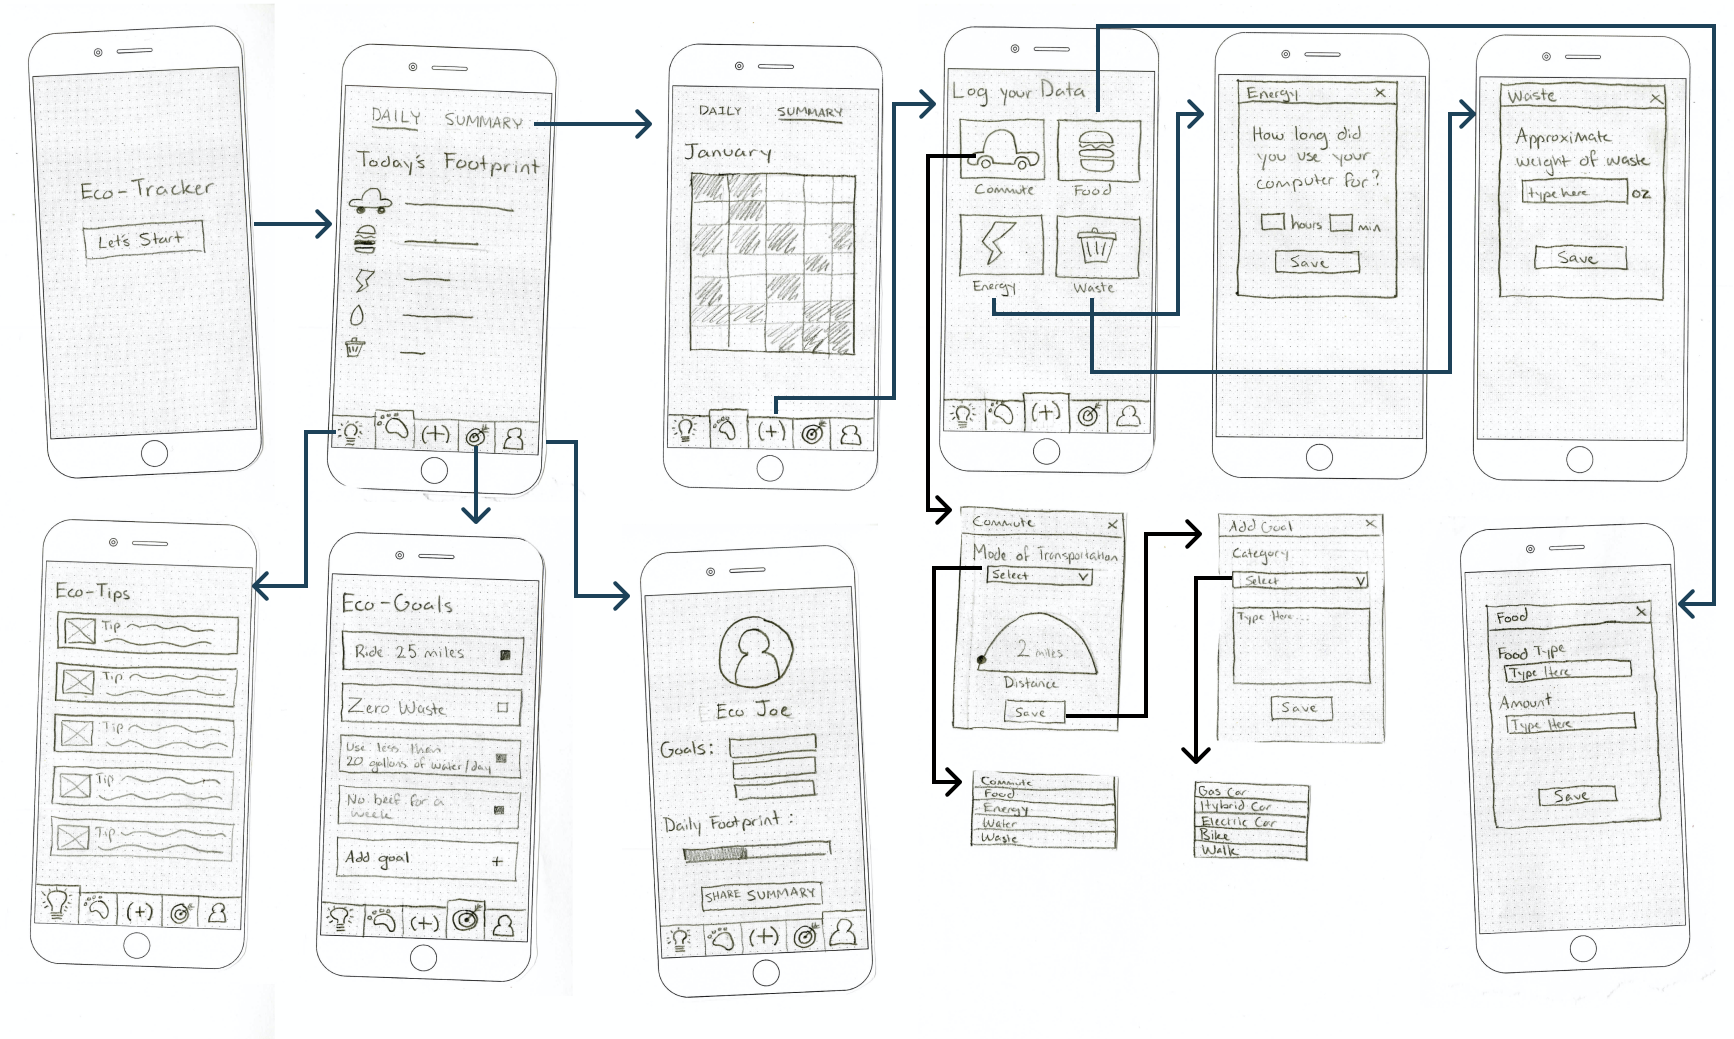 Eco-Tracker
Let's Start
DAILY SUMMARY
Today's Footprint
(+)
DAILY SUMMARY
January
(+)
Log your Data
Commute Food
Energy Waste
(+)
Energy X
How long did
you use your
computer for?
hours min
Save
Waste X
Approximate
weight of waste
type here oz
Save
Eco-Tips
Tip
Tip
Tip
Tip
Tip
(+)
Eco-Goals
Ride 25 miles
Zero Waste
Use less than
20 gallons of water/day
No beef for a
week
Add goal +
(+)
Eco Joe
Goals:
Daily Footprint:
SHARE SUMMARY
(+)
Commute X
Mode of Transportation
Select V
2 miles
Distance
Save
Commute
Food
Energy
Water
Waste
Add Goal X
Category
Select V
Type Here...
Save
Gas Car
Hybrid Car
Electric Car
Bike
Walk
Food X
Food Type
Type Here
Amount
Type Here
Save